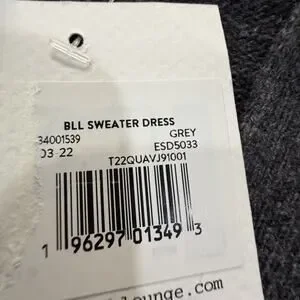 BLL SWEATER DRESS
34001539 GREY
03-22 ESD5033
T22QUAVJ91001
1 96297 01349 3
lounge.com